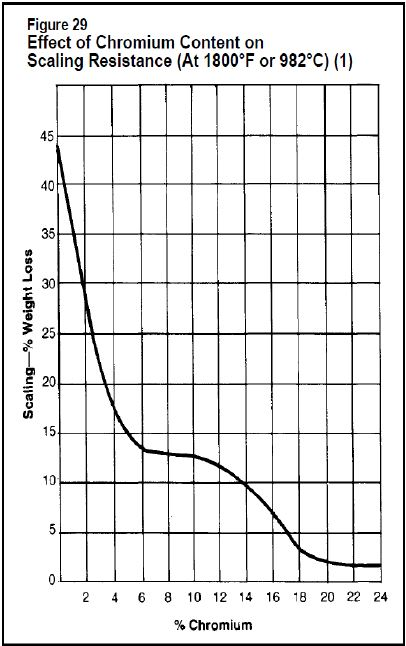 Figure 29
Effect of Chromium Content on
Scaling Resistance (At 1800°F or 982°C) (1)
45
40
35
30
25
20
15
10
5
0
Scaling—% Weight Loss
2 4 6 8 10 12 14 16 18 20 22 24
% Chromium